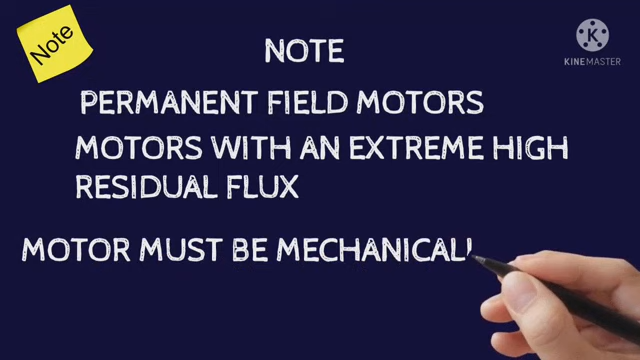 Note
NOTE
K
KINEMASTER
PERMANENT FIELD MOTORS
MOTORS WITH AN EXTREME HIGH
RESIDUAL FLUX
MOTOR MUST BE MECHANICAL